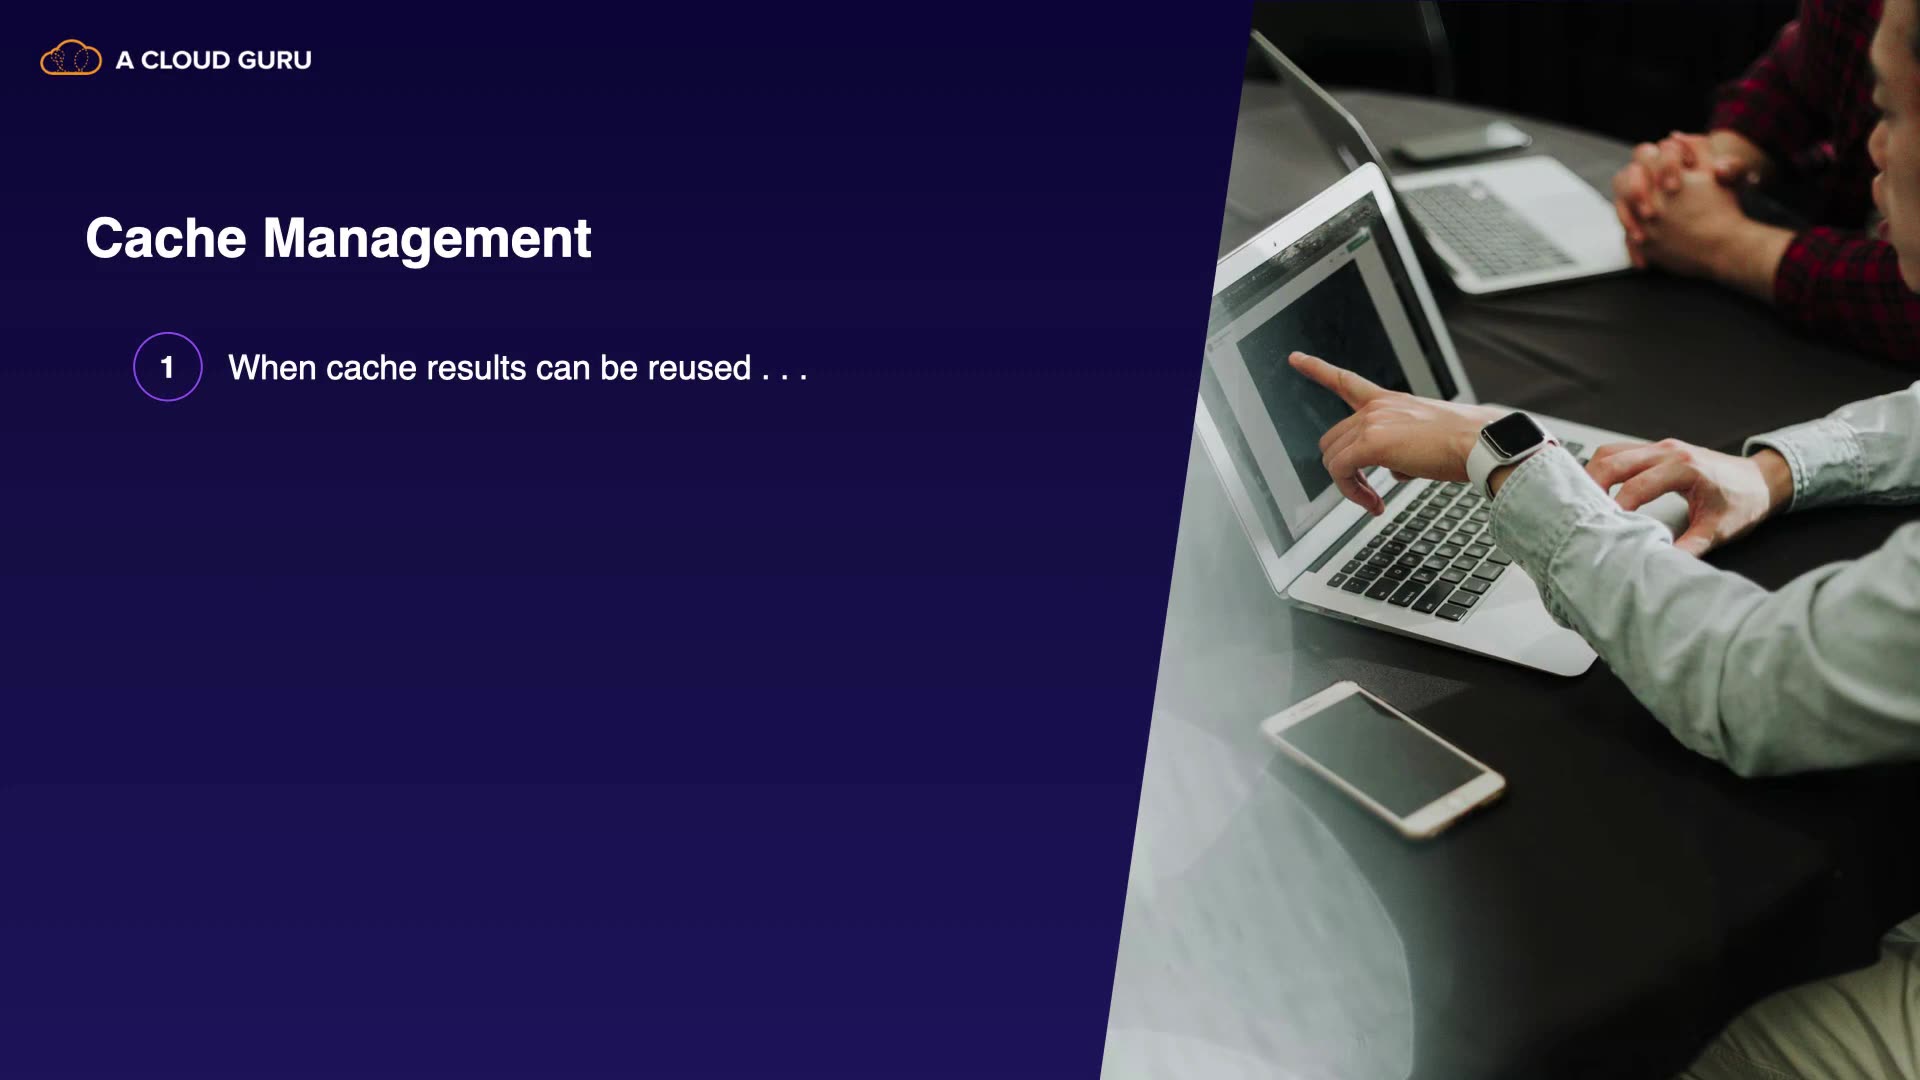 A CLOUD GURU
Cache Management
1 When cache results can be reused . . .